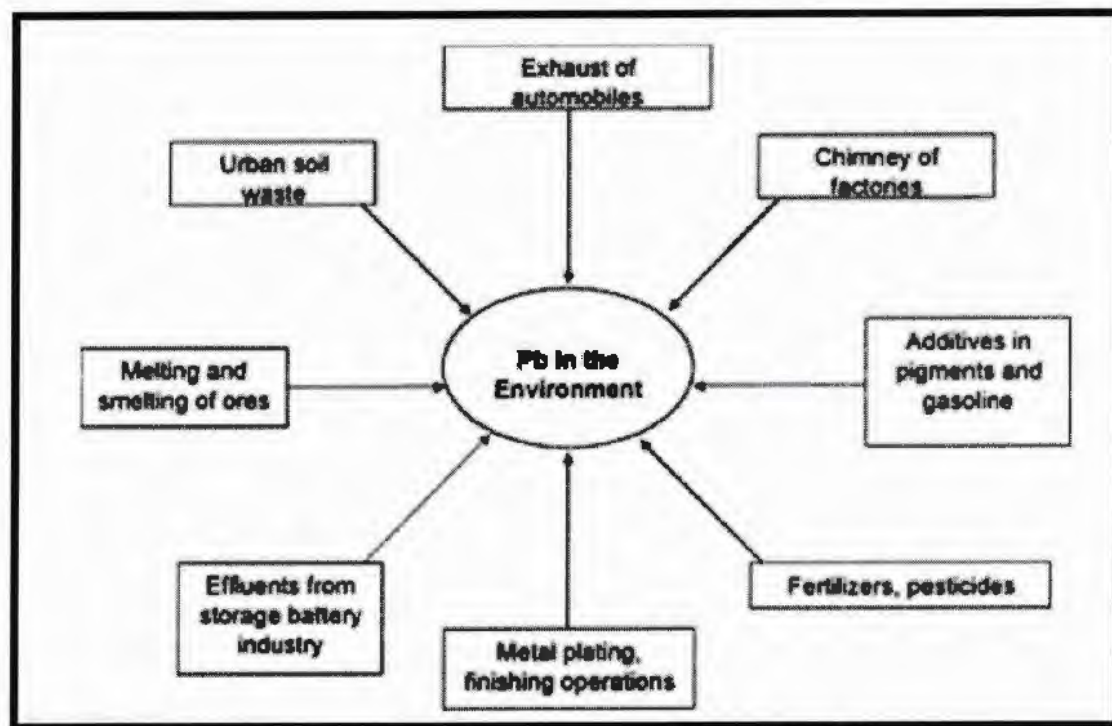 Exhaust of
automobiles
Urban soil
waste
Chimney of
factories
Pb in the
Environment
Melting and
smelting of ores
Additives in
pigments and
gasoline
Effluents from
storage battery
industry
Metal plating,
finishing operations
Fertilizers, pesticides